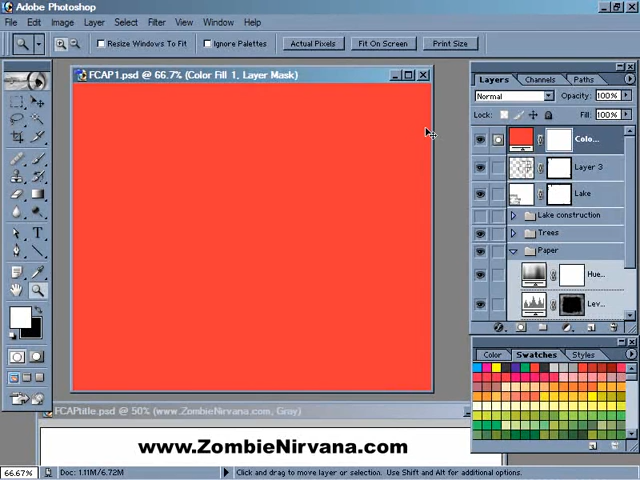 Adobe Photoshop
File Edit Image Layer Select Filter View Window Help
Resize Windows To Fit Ignore Palettes Actual Pixels Fit On Screen Print Size
FCAP1.psd @ 66.7% (Color Fill 1, Layer Mask)
Layers Channels Paths
Normal Opacity: 100%
Lock: Fill: 100%
Colo...
Layer 3
Lake
Lake construction
Trees
Paper
Hue...
Lev...
Color Swatches Styles
FCAPtitle.psd @ 50% (www.ZombieNirvana.com, Gray)
www.ZombieNirvana.com
66.67% Doc: 1.11M/6.72M Click and drag to move layer or selection. Use Shift and Alt for additional options.